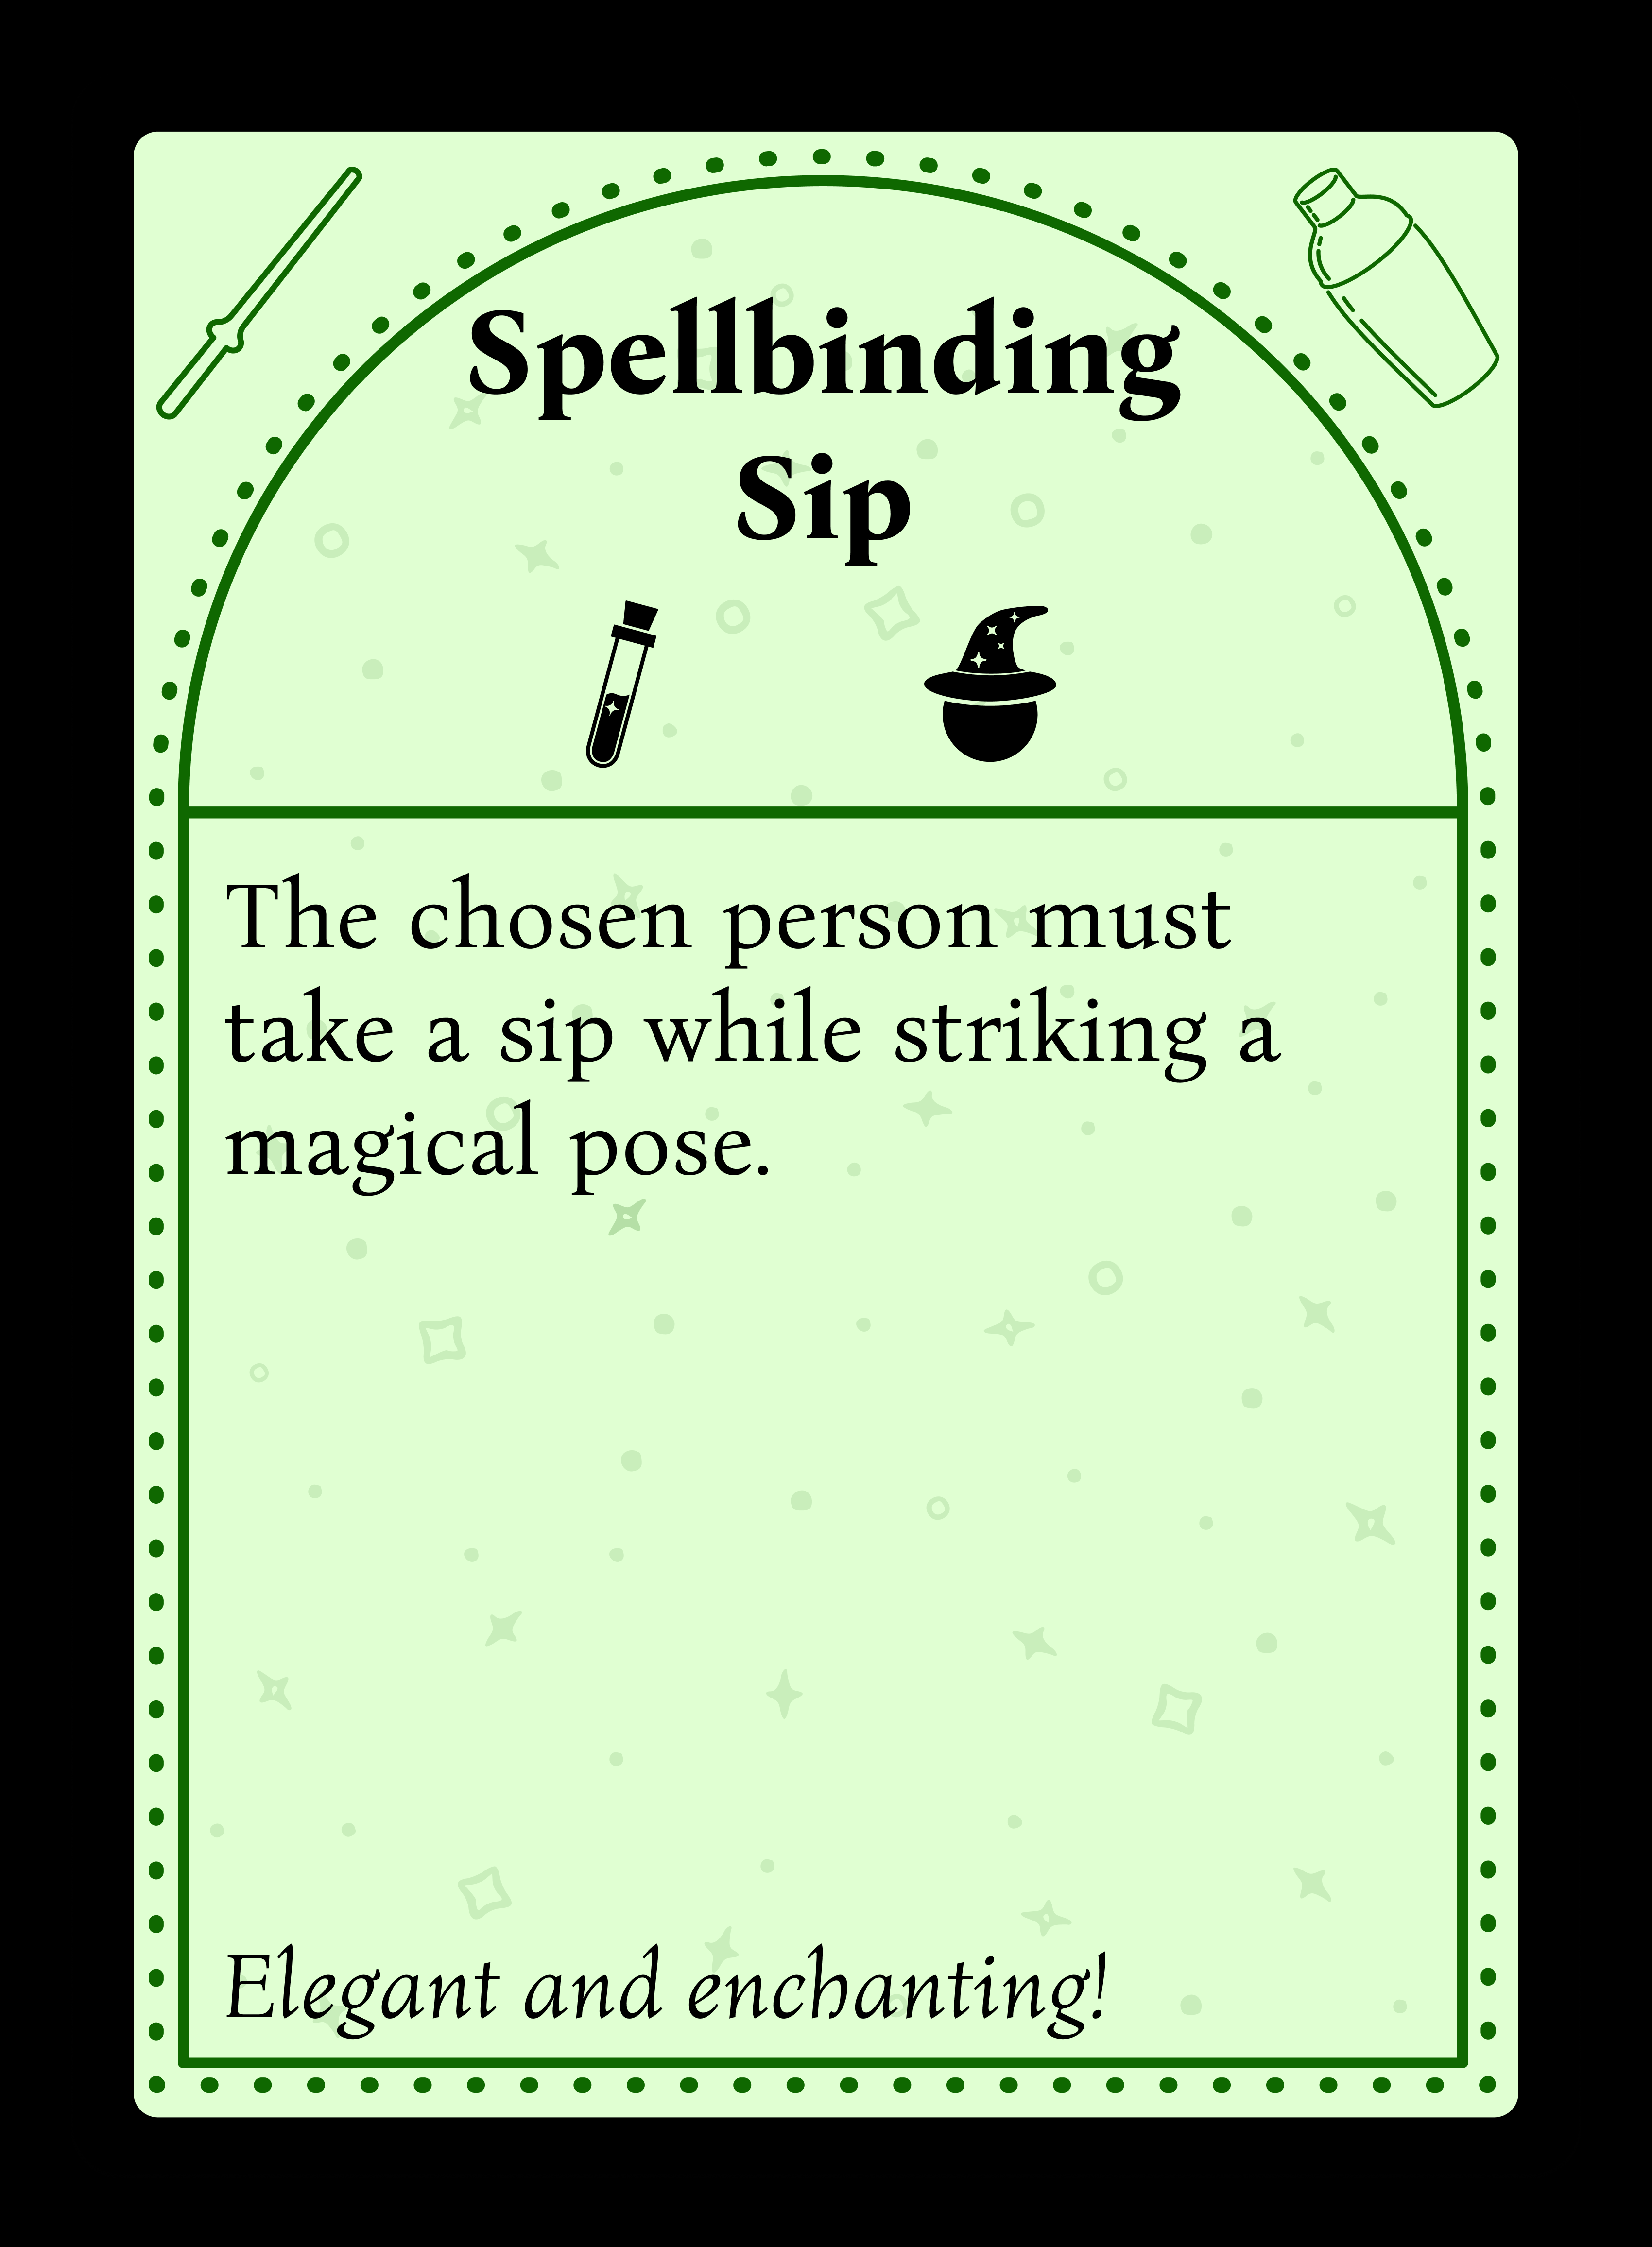 Spellbinding
Sip
The chosen person must
take a sip while striking a
magical pose.
Elegant and enchanting!